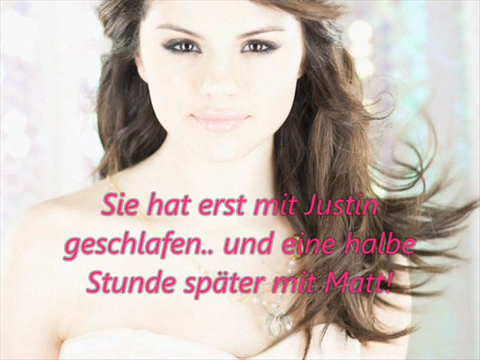 Sie hat erst mit Justin
geschlafen.. und eine halbe
Stunde später mit Matt!